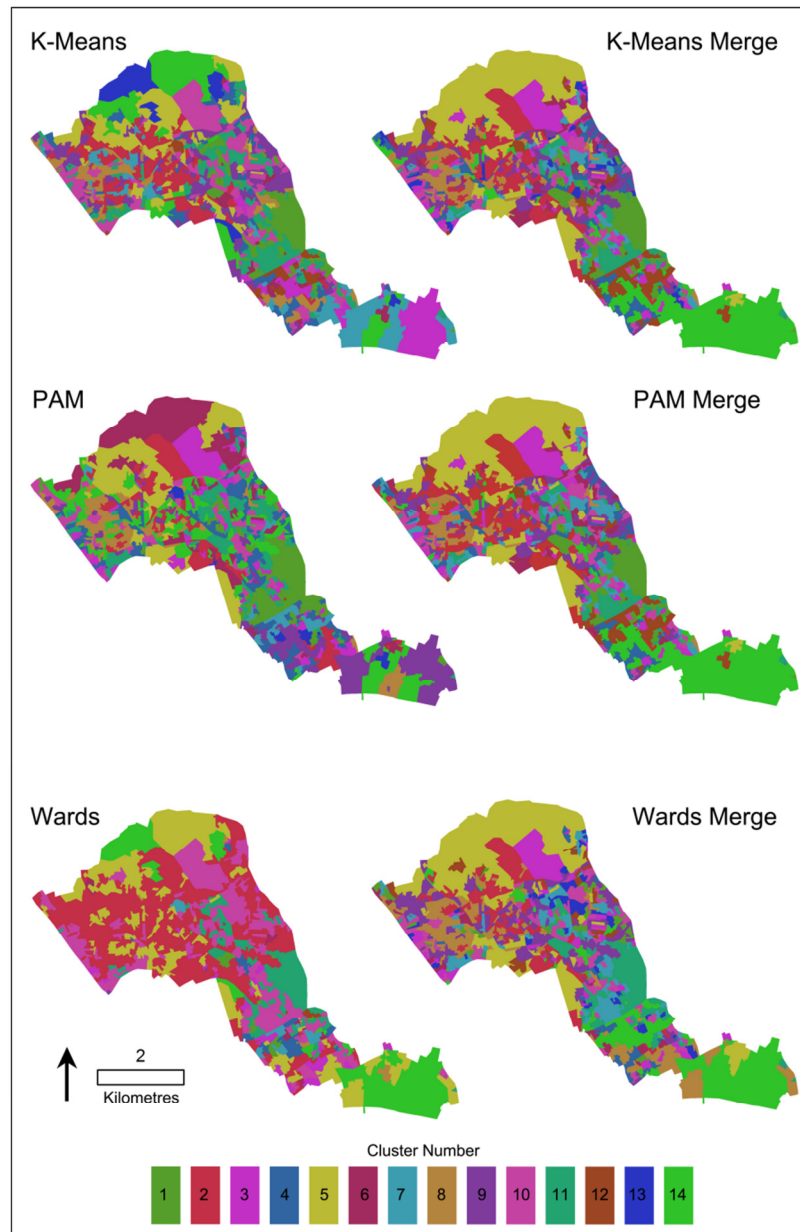 K-Means
K-Means Merge
PAM
PAM Merge
Wards
Wards Merge
2
Kilometres
Cluster Number
1 2 3 4 5 6 7 8 9 10 11 12 13 14